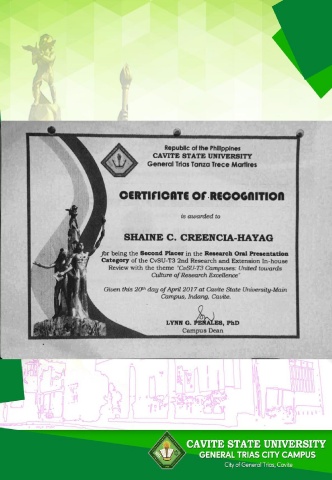 Republic of the Philippines
CAVITE STATE UNIVERSITY
General Trias Tanza Trece Martires
CERTIFICATE OF RECOGNITION
is awarded to
SHAINE C. CREENCIA-HAYAG
for being the Second Placer in the Research Oral Presentation
Category of the CvSU-T3 2nd Research and Extension In-house
Review with the theme "CvSU-T3 Campuses: United towards
Culture of Research Excellence"
Given this 20th day of April 2017 at Cavite State University-Main
Campus, Indang, Cavite.
LYNN G. PENALES, PhD
Campus Dean
CAVITE STATE UNIVERSITY
GENERAL TRIAS CITY CAMPUS
City of General Trias, Cavite